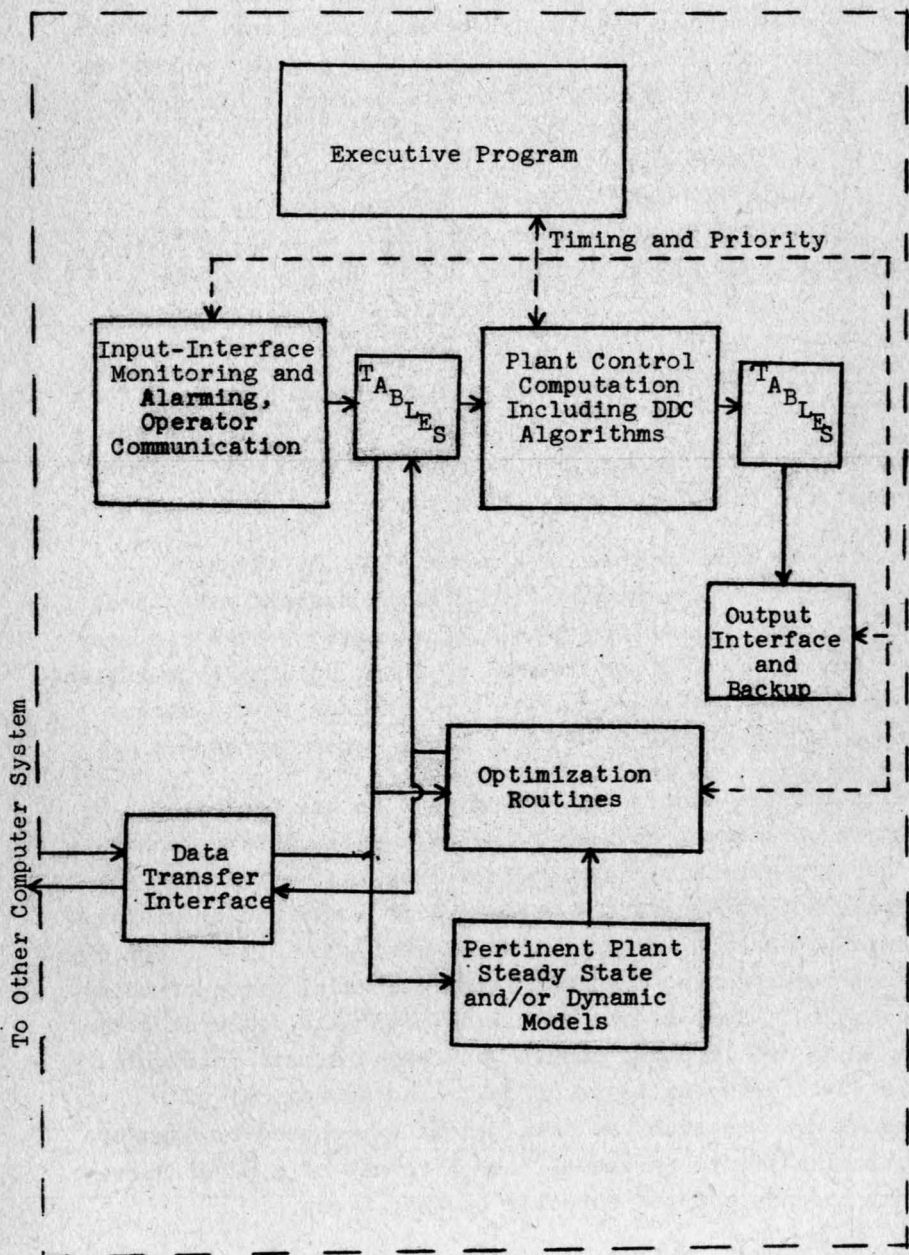 Executive Program
Timing and Priority
Input-Interface
Monitoring and
Alarming,
Operator
Communication
TABLES
Plant Control
Computation
Including DDC
Algorithms
TABLES
Output
Interface
and
Backup
Optimization
Routines
To Other Computer System
Data
Transfer
Interface
Pertinent Plant
Steady State
and/or Dynamic
Models